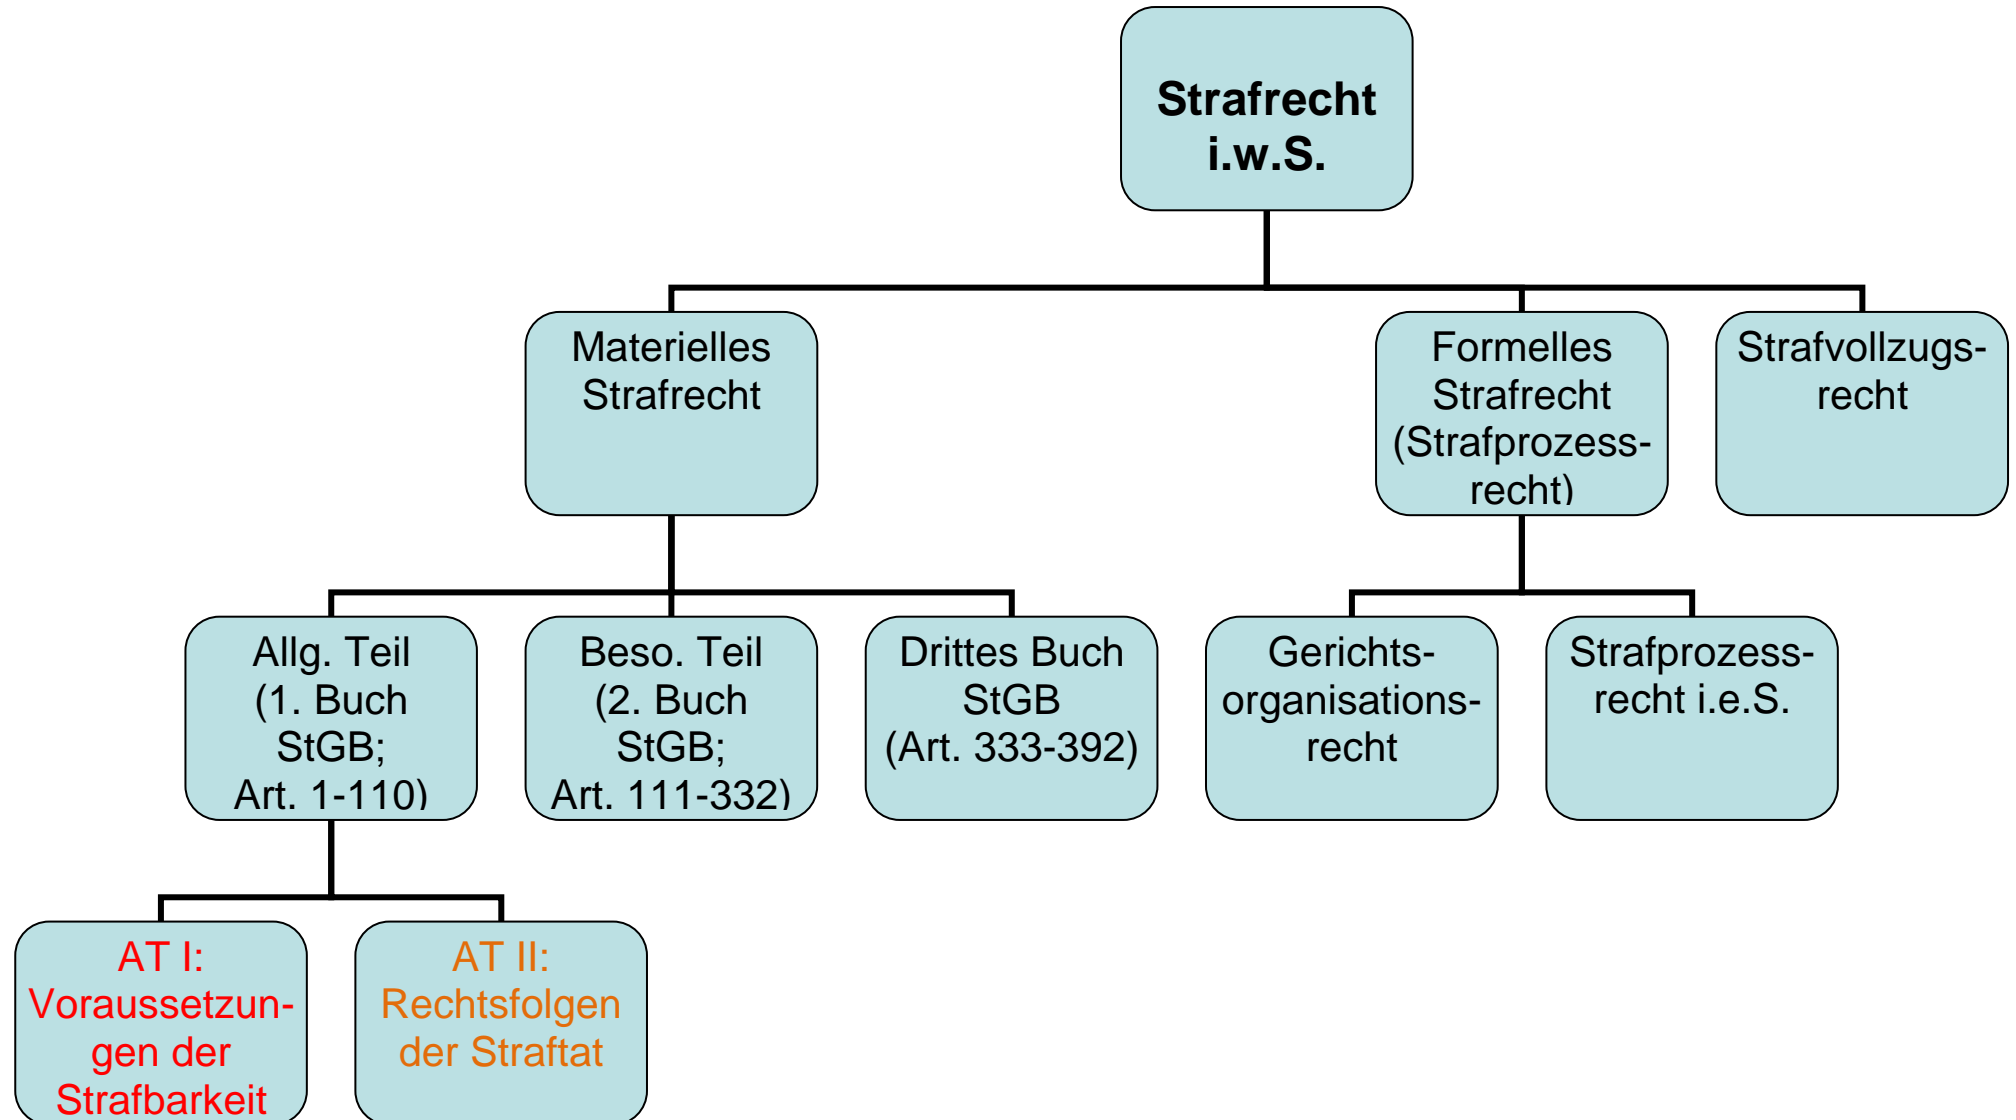 Strafrecht
i.w.S.
Materielles
Strafrecht
Formelles
Strafrecht
(Strafprozess-
recht)
Strafvollzugs-
recht
Allg. Teil
(1. Buch
StGB;
Art. 1-110)
Beso. Teil
(2. Buch
StGB;
Art. 111-332)
Drittes Buch
StGB
(Art. 333-392)
Gerichts-
organisations-
recht
Strafprozess-
recht i.e.S.
AT I:
Voraussetzun-
gen der
Strafbarkeit
AT II:
Rechtsfolgen
der Straftat